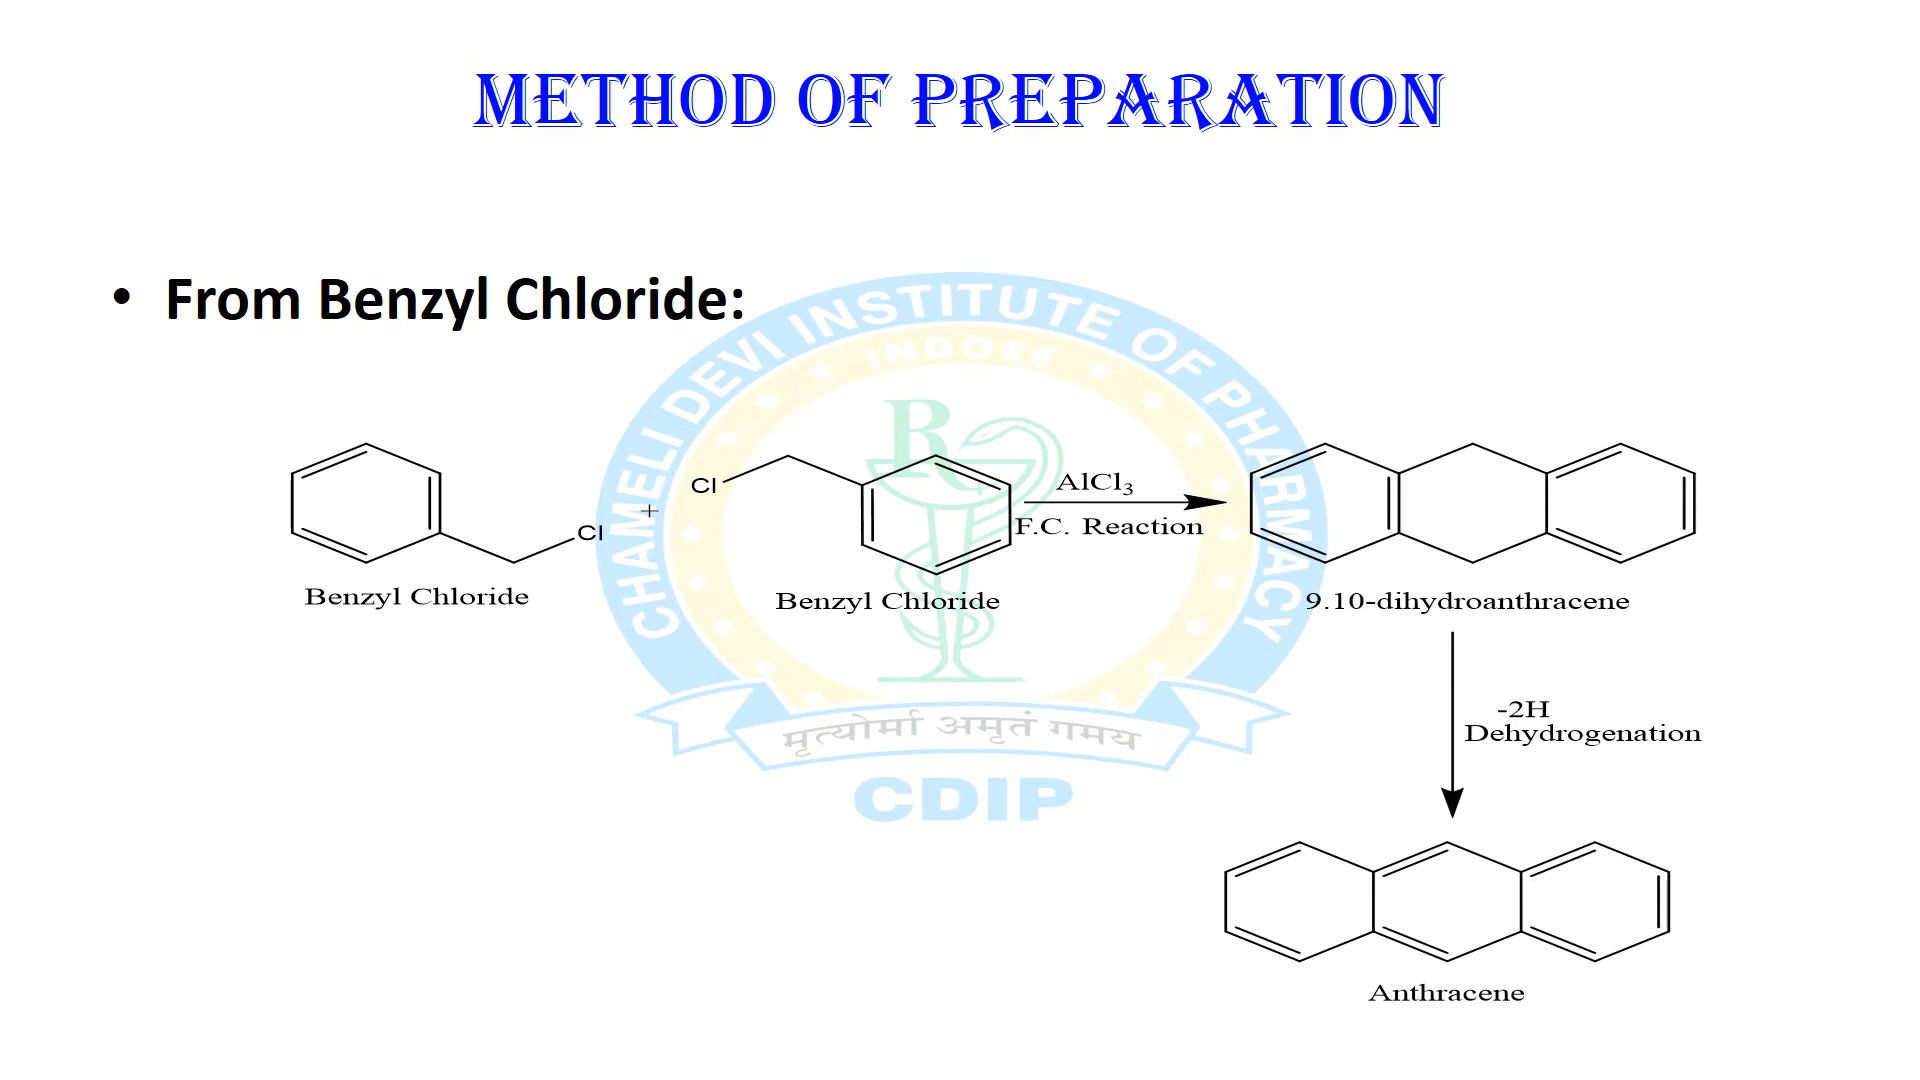 METHOD OF PREPARATION
• From Benzyl Chloride:
CHAMELI DEVI INSTITUTE OF PHARMACY
INDORE
Rx
Cl
+
Cl
AlCl3
F.C. Reaction
Benzyl Chloride
Benzyl Chloride
9.10-dihydroanthracene
-2H
Dehydrogenation
मृत्योर्मा अमृतं गमय
CDIP
Anthracene